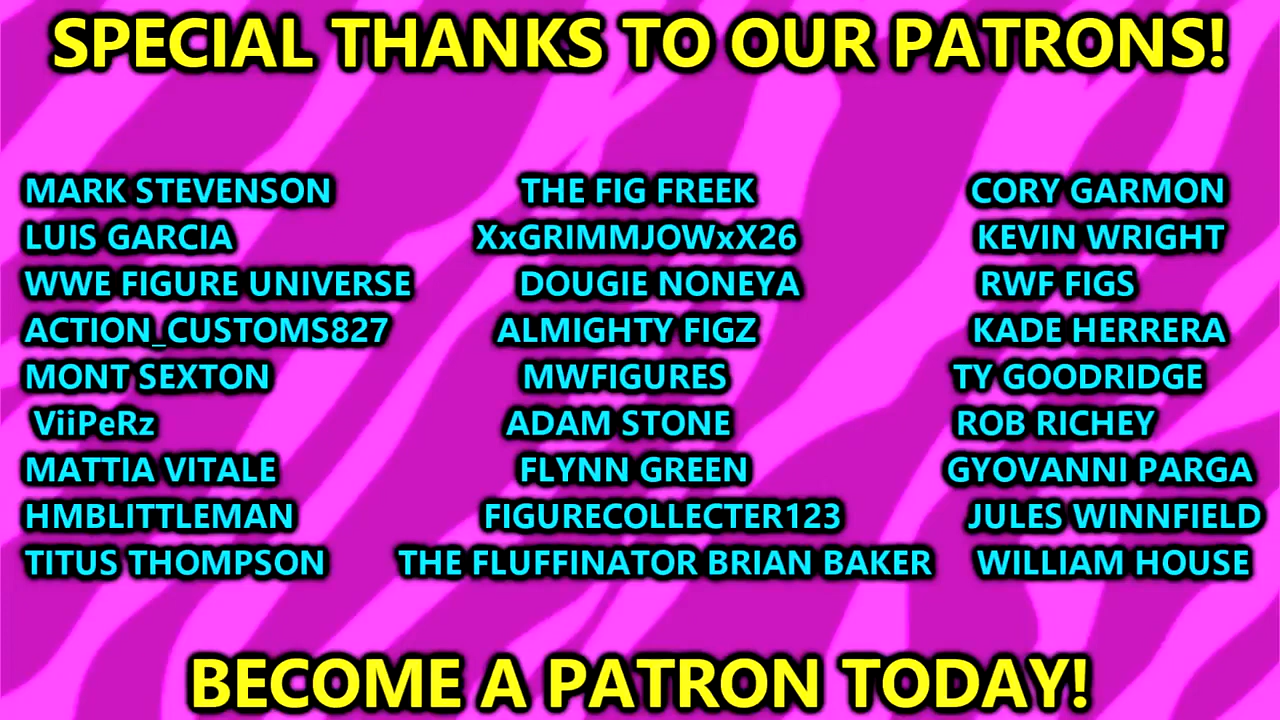 SPECIAL THANKS TO OUR PATRONS!
MARK STEVENSON THE FIG FREEK CORY GARMON
LUIS GARCIA XxGRIMMJOWxX26 KEVIN WRIGHT
WWE FIGURE UNIVERSE DOUGIE NONEYA RWF FIGS
ACTION_CUSTOMS827 ALMIGHTY FIGZ KADE HERRERA
MONT SEXTON MWFIGURES TY GOODRIDGE
ViiPeRz ADAM STONE ROB RICHEY
MATTIA VITALE FLYNN GREEN GYOVANNI PARGA
HMBLITTLEMAN FIGURECOLLECTER123 JULES WINNFIELD
TITUS THOMPSON THE FLUFFINATOR BRIAN BAKER WILLIAM HOUSE
BECOME A PATRON TODAY!